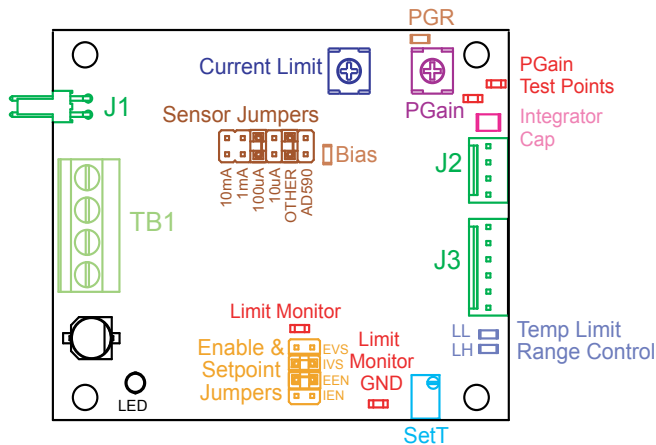 PGR
Current Limit
PGain
PGain
Test Points
Integrator
Cap
J1
Sensor Jumpers
Bias
10mA
1mA
100uA
10uA
OTHER
AD590
J2
TB1
J3
Limit Monitor
Enable &
Setpoint
Jumpers
EVS
IVS
EEN
IEN
Limit
Monitor
GND
LL
LH
Temp Limit
Range Control
LED
SetT